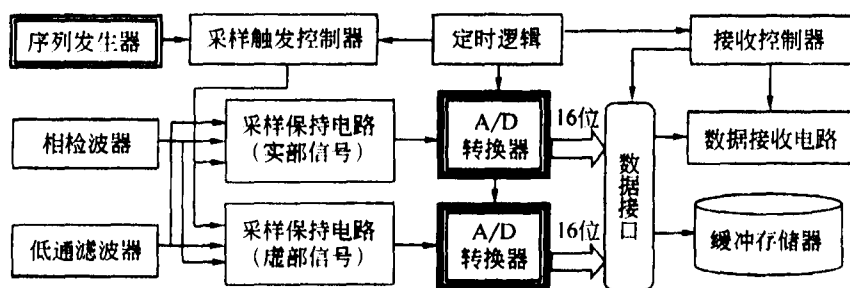 序列发生器
采样触发控制器
定时逻辑
接收控制器
相检波器
采样保持电路
(实部信号)
A/D
转换器
16位
数据接口
数据接收电路
低通滤波器
采样保持电路
(虚部信号)
A/D
转换器
16位
缓冲存储器